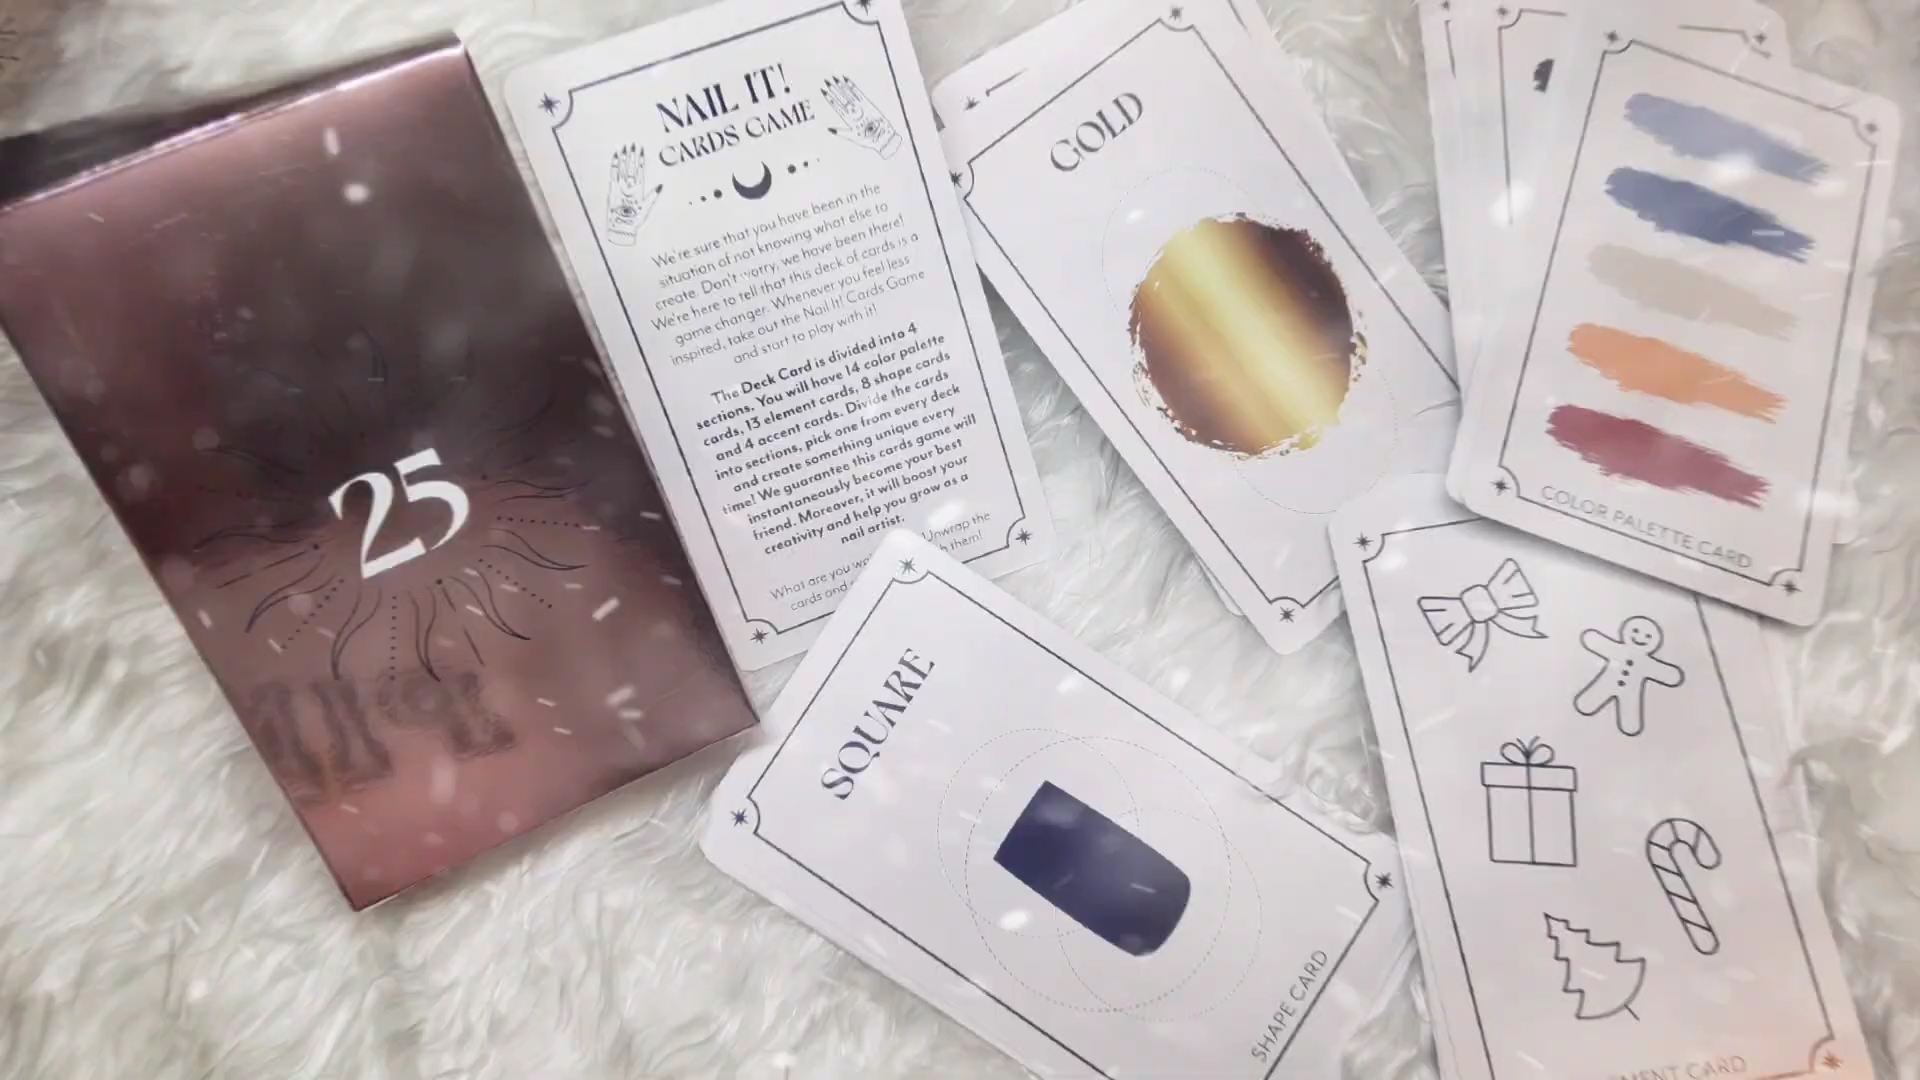 25
NAIL IT!
CARDS GAME
We're sure that you have been in the
situation of not knowing what else to
create. Don't worry, we have been there!
We're here to tell that this deck of cards is a
game changer. Whenever you feel less
inspired, take out the Nail It! Cards Game
and start to play with it!
The Deck Card is divided into 4
sections. You will have 14 color palette
cards, 13 element cards, 8 shape cards
and 4 accent cards. Divide the cards
into sections, pick one from every deck
and create something unique every
time! We guarantee this cards game will
instantaneously become your best
friend. Moreover, it will boost your
creativity and help you grow as a
nail artist.
What are you Unwrap the
cards and them!
GOLD
COLOR PALETTE CARD
SQUARE
SHAPE CARD
CARD